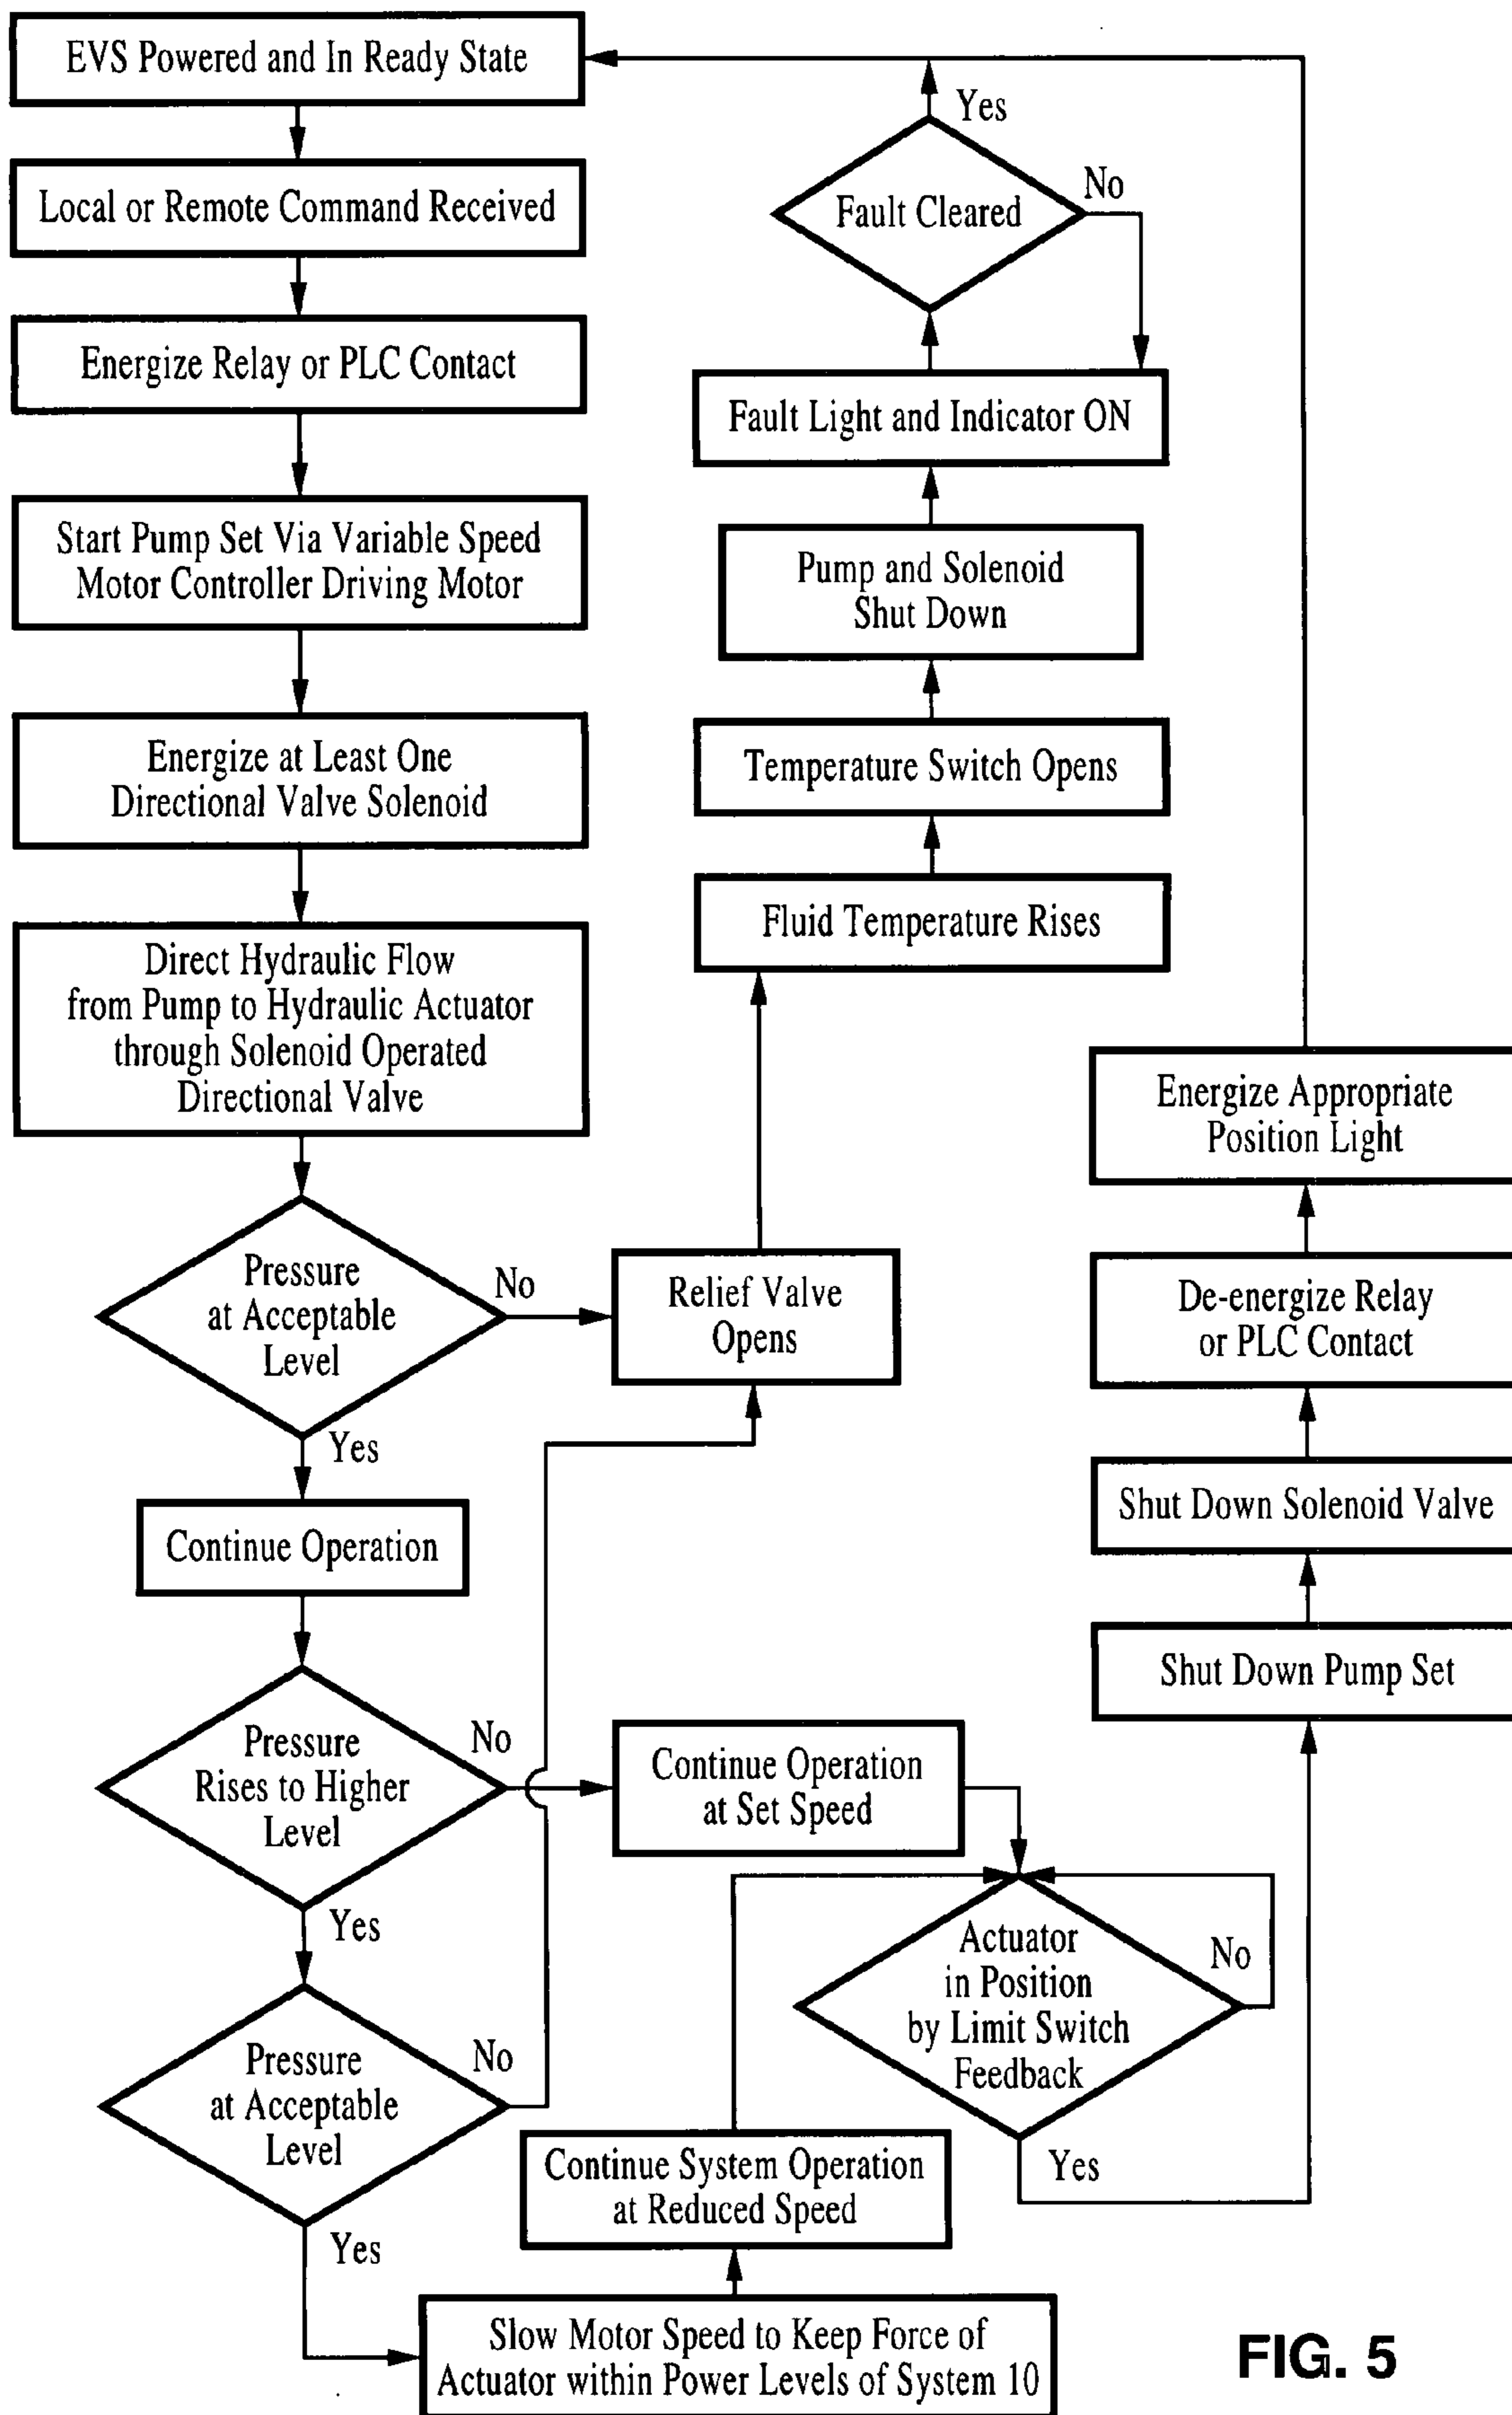 EVS Powered and In Ready State
Local or Remote Command Received
Energize Relay or PLC Contact
Start Pump Set Via Variable Speed
Motor Controller Driving Motor
Energize at Least One
Directional Valve Solenoid
Direct Hydraulic Flow
from Pump to Hydraulic Actuator
through Solenoid Operated
Directional Valve
Pressure
at Acceptable
Level
No
Yes
Continue Operation
Pressure
Rises to Higher
Level
No
Yes
Pressure
at Acceptable
Level
No
Yes
Yes
Fault Cleared
No
Fault Light and Indicator ON
Pump and Solenoid
Shut Down
Temperature Switch Opens
Fluid Temperature Rises
Relief Valve
Opens
Continue Operation
at Set Speed
Actuator
in Position
by Limit Switch
Feedback
No
Yes
Continue System Operation
at Reduced Speed
Slow Motor Speed to Keep Force of
Actuator within Power Levels of System 10
Energize Appropriate
Position Light
De-energize Relay
or PLC Contact
Shut Down Solenoid Valve
Shut Down Pump Set
FIG. 5